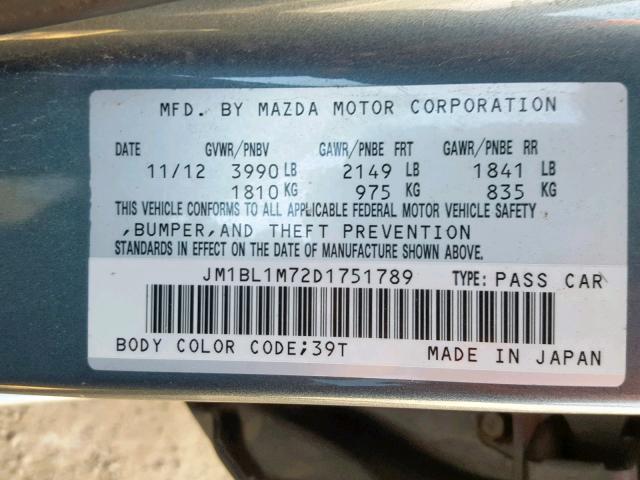 MFD. BY MAZDA MOTOR CORPORATION
DATE GVWR/PNBV GAWR/PNBE FRT GAWR/PNBE RR
11/12 3990 LB 2149 LB 1841 LB
1810 KG 975 KG 835 KG
THIS VEHICLE CONFORMS TO ALL APPLICABLE FEDERAL MOTOR VEHICLE SAFETY
,BUMPER,AND THEFT PREVENTION
STANDARDS IN EFFECT ON THE DATE OF MANUFACTURE SHOWN ABOVE.
JM1BL1M72D1751789 TYPE: PASS CAR
BODY COLOR CODE;39T MADE IN JAPAN